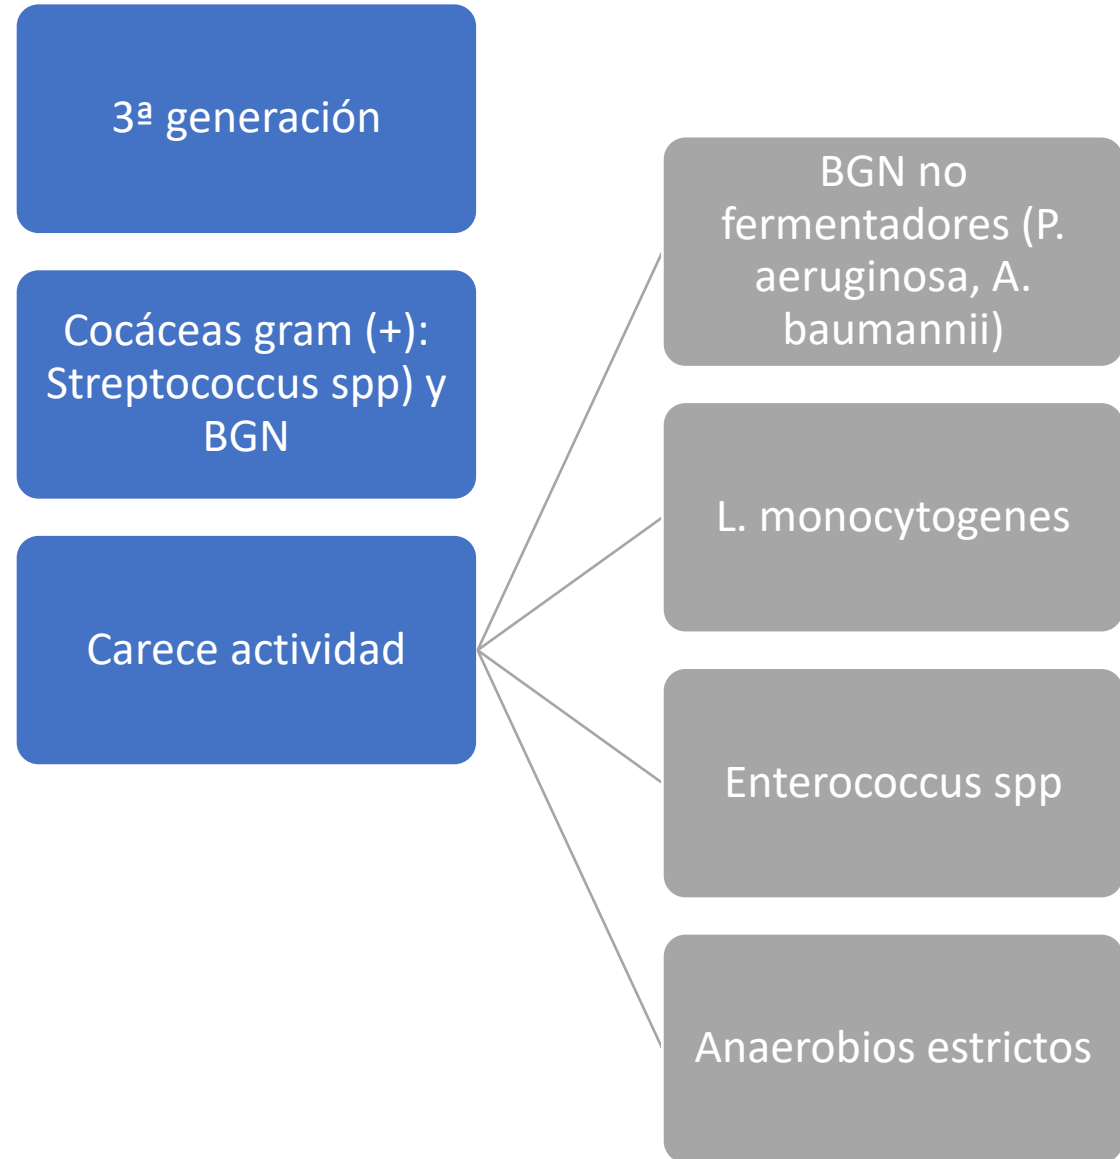 3ª generación
Cocáceas gram (+):
Streptococcus spp) y
BGN
Carece actividad
BGN no
fermentadores (P.
aeruginosa, A.
baumannii)
L. monocytogenes
Enterococcus spp
Anaerobios estrictos